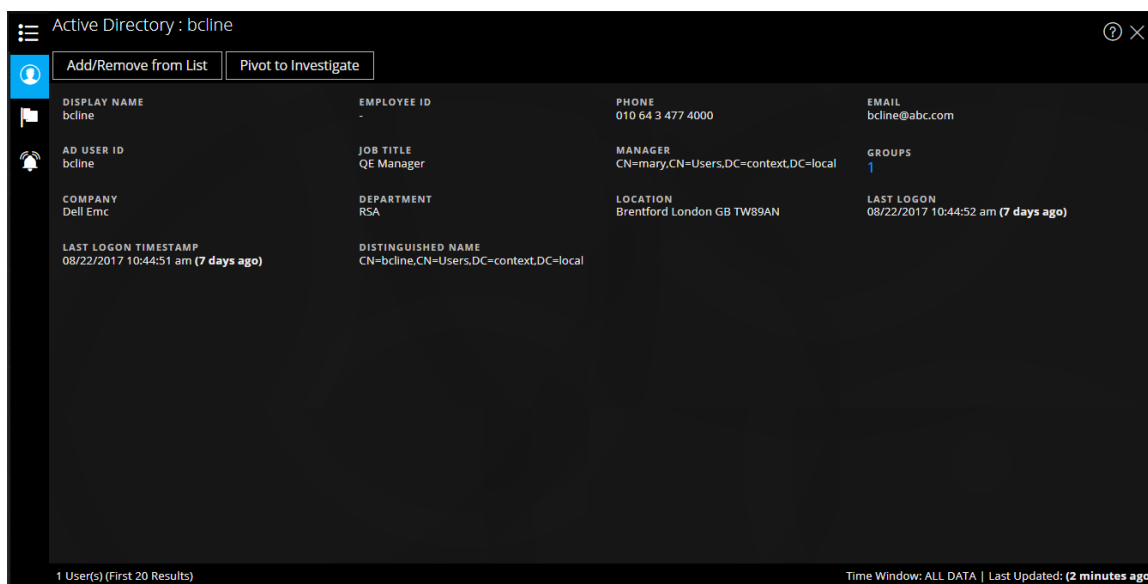 Active Directory : bcline
Add/Remove from List Pivot to Investigate
DISPLAY NAME EMPLOYEE ID PHONE EMAIL
bcline - 010 64 3 477 4000 bcline@abc.com
AD USER ID JOB TITLE MANAGER GROUPS
bcline QE Manager CN=mary,CN=Users,DC=context,DC=local 1
COMPANY DEPARTMENT LOCATION LAST LOGON
Dell Emc RSA Brentford London GB TW89AN 08/22/2017 10:44:52 am (7 days ago)
LAST LOGON TIMESTAMP DISTINGUISHED NAME
08/22/2017 10:44:51 am (7 days ago) CN=bcline,CN=Users,DC=context,DC=local
1 User(s) (First 20 Results) Time Window: ALL DATA | Last Updated: (2 minutes ago